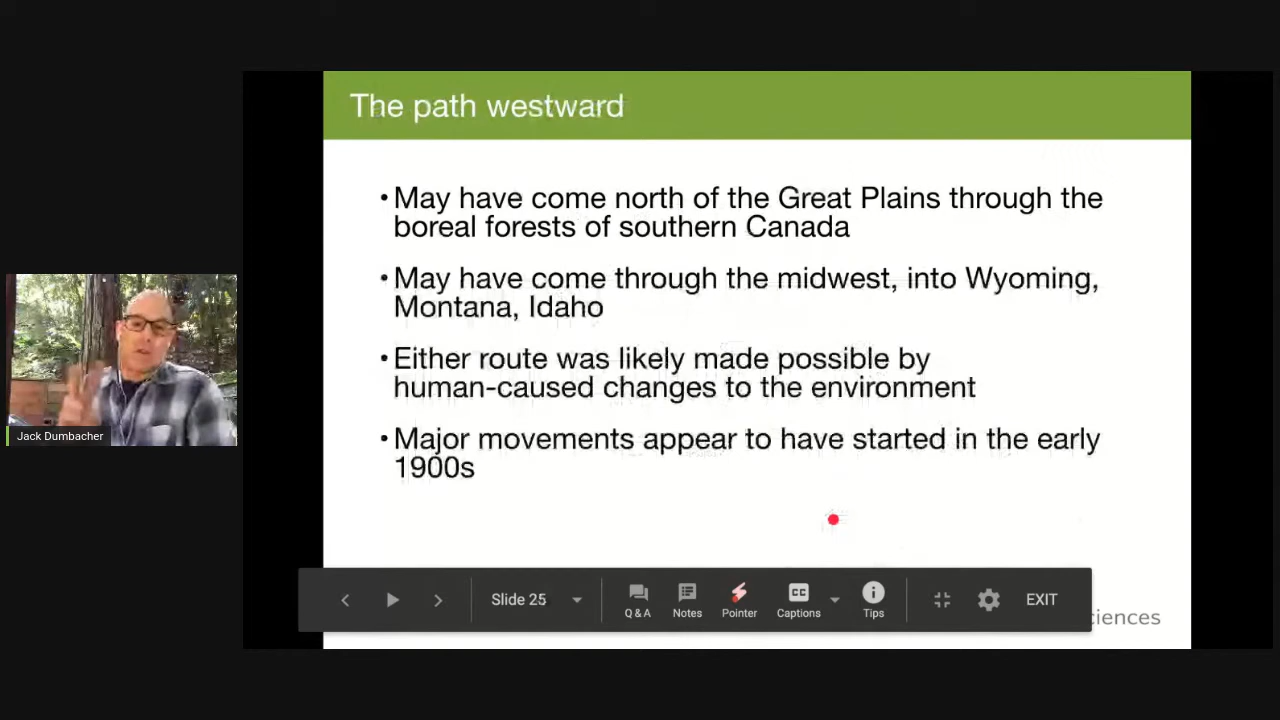 The path westward
• May have come north of the Great Plains through the
boreal forests of southern Canada
• May have come through the midwest, into Wyoming,
Montana, Idaho
• Either route was likely made possible by
human-caused changes to the environment
• Major movements appear to have started in the early
1900s
Jack Dumbacher
Slide 25
Q & A
Notes
Pointer
CC
Captions
Tips
EXIT
iences